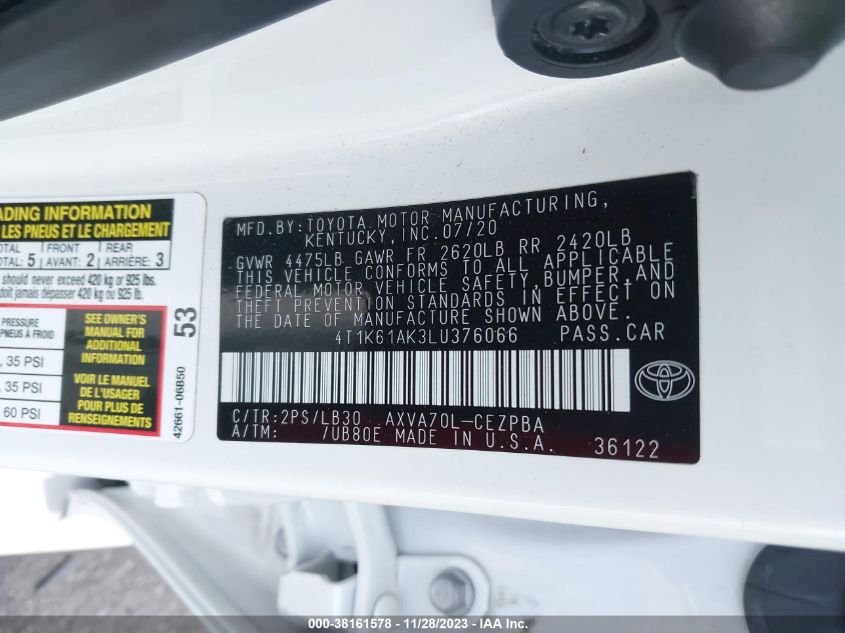 ADING INFORMATION
LES PNEUS ET LE CHARGEMENT
TOTAL 5 FRONT AVANT: 2 REAR ARRIÈRE: 3
should never exceed 420 kg or 925 lbs.
doit jamais dépasser 420 kg ou 925 lb.
PRESSURE
PNEUS À FROID
, 35 PSI
, 35 PSI
60 PSI
SEE OWNER'S
MANUAL FOR
ADDITIONAL
INFORMATION
VOIR LE MANUEL
DE L'USAGER
POUR PLUS DE
RENSEIGNEMENTS
53
42661-06B50
MFD.BY:TOYOTA MOTOR MANUFACTURING,
KENTUCKY, INC.07/20
GVWR 4475LB GAWR FR 2620LB RR 2420LB
THIS VEHICLE CONFORMS TO ALL APPLICABLE
FEDERAL MOTOR VEHICLE SAFETY,BUMPER,AND
THEFT PREVENTION STANDARDS IN EFFECT ON
THE DATE OF MANUFACTURE SHOWN ABOVE.
4T1K61AK3LU376066 PASS.CAR
C/TR:2PS/LB30 AXVA70L-CEZPBA
A/TM: /UB80E MADE IN U.S.A. 36122
000-38161578 - 11/28/2023 - IAAI.com